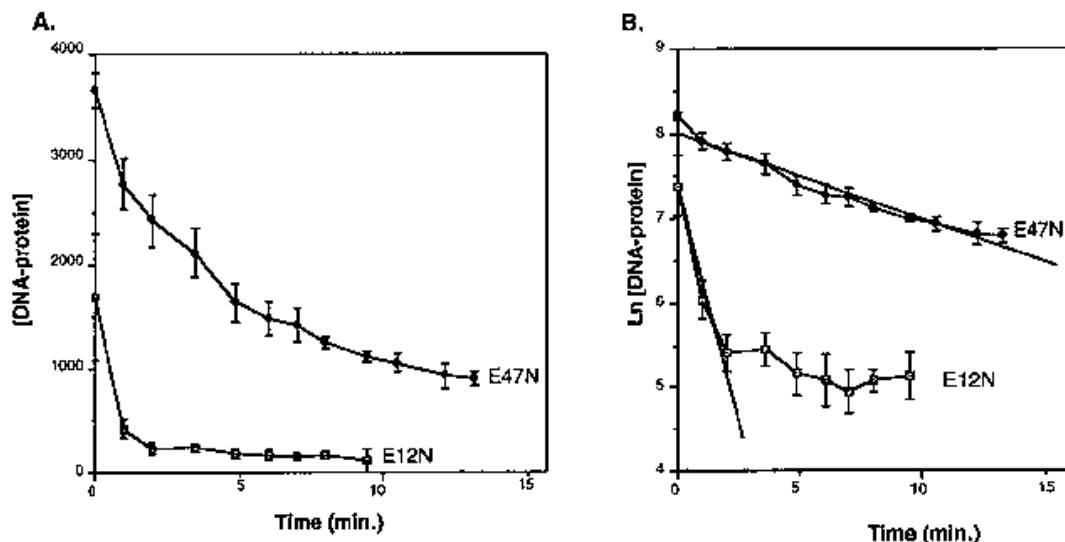 A.
4000
3000
2000
1000
0
[DNA-protein]
E47N
E12N
0
5
10
15
Time (min.)
B.
9
8
7
6
5
4
Ln [DNA-protein]
E47N
E12N
0
5
10
15
Time (min.)